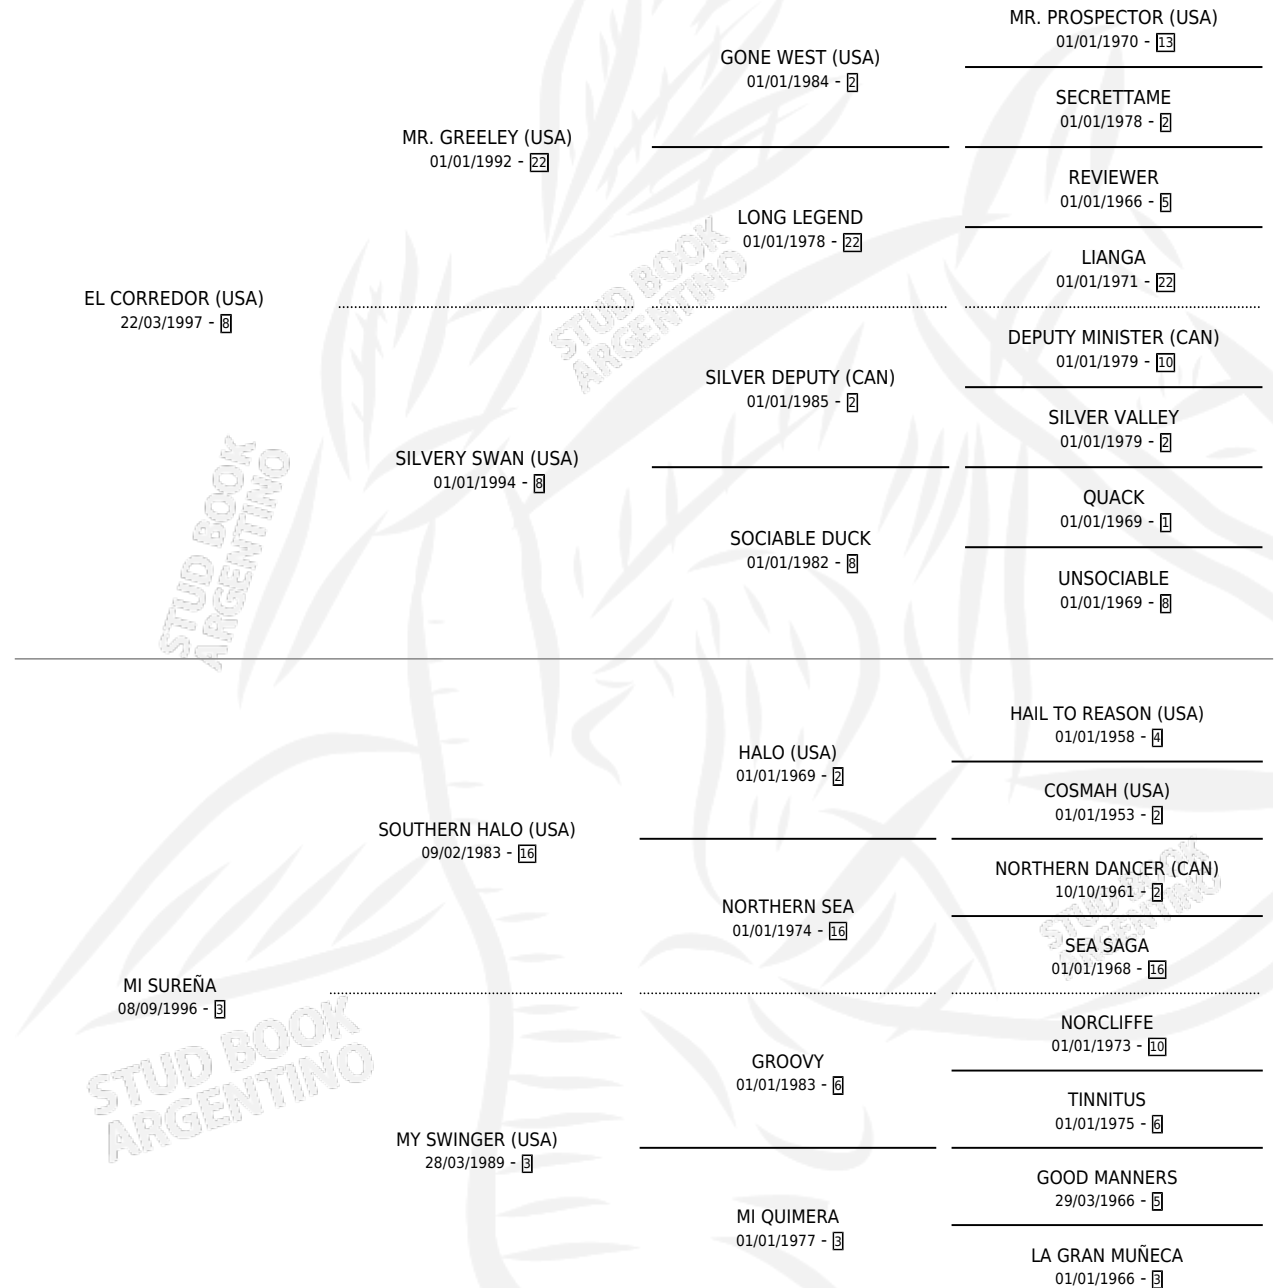 MR. PROSPECTOR (USA)
01/01/1970 - 13
GONE WEST (USA)
01/01/1984 - 2
SECRETTAME
01/01/1978 - 2
MR. GREELEY (USA)
01/01/1992 - 22
REVIEWER
01/01/1966 - 5
LONG LEGEND
01/01/1978 - 22
LIANGA
01/01/1971 - 22
EL CORREDOR (USA)
22/03/1997 - 8
STUD BOOK
ARGENTINO
DEPUTY MINISTER (CAN)
01/01/1979 - 10
SILVER DEPUTY (CAN)
01/01/1985 - 2
SILVER VALLEY
01/01/1979 - 2
SILVERY SWAN (USA)
01/01/1994 - 8
QUACK
01/01/1969 - 1
SOCIABLE DUCK
01/01/1982 - 8
UNSOCIABLE
01/01/1969 - 8
STUD BOOK
ARGENTINO
HAIL TO REASON (USA)
01/01/1958 - 4
HALO (USA)
01/01/1969 - 2
COSMAH (USA)
01/01/1953 - 2
SOUTHERN HALO (USA)
09/02/1983 - 16
NORTHERN DANCER (CAN)
10/10/1961 - 2
STUD BOOK
ARGENTINO
NORTHERN SEA
01/01/1974 - 16
SEA SAGA
01/01/1968 - 16
MI SUREÑA
08/09/1996 - 3
STUD BOOK
ARGENTINO
NORCLIFFE
01/01/1973 - 10
GROOVY
01/01/1983 - 6
TINNITUS
01/01/1975 - 6
MY SWINGER (USA)
28/03/1989 - 3
GOOD MANNERS
29/03/1966 - 5
MI QUIMERA
01/01/1977 - 3
LA GRAN MUÑECA
01/01/1966 - 3